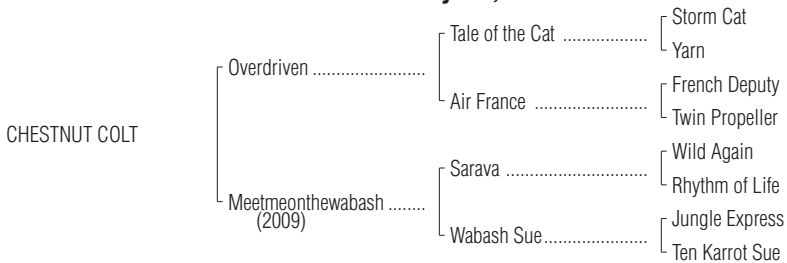 Storm Cat
Tale of the Cat ..................
Yarn
Overdriven ........................
French Deputy
Air France ........................
Twin Propeller
CHESTNUT COLT
Wild Again
Sarava ..............................
Rhythm of Life
Meetmeonthewabash ........
(2009)
Jungle Express
Wabash Sue......................
Ten Karrot Sue